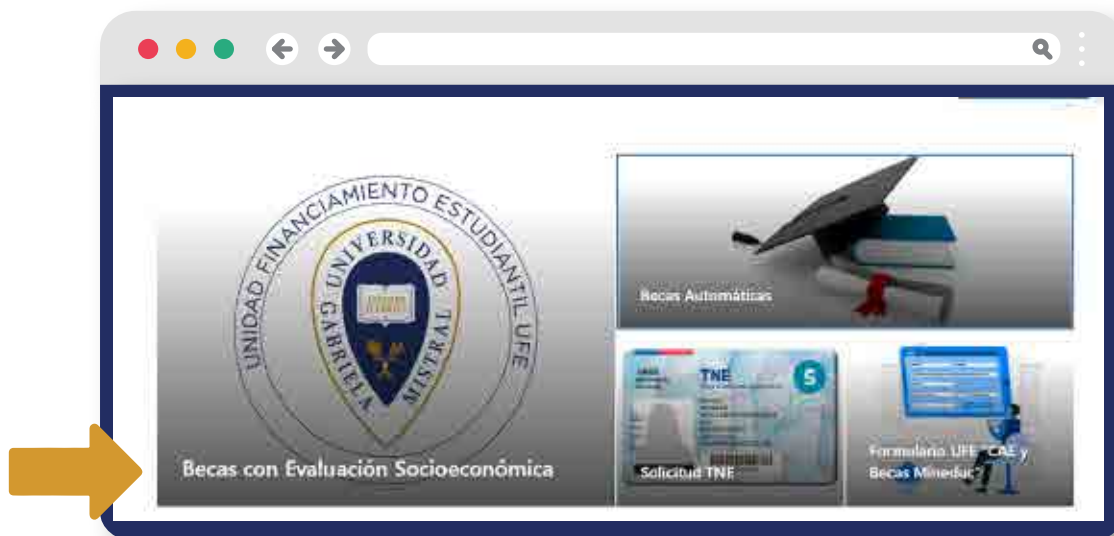 UNIDAD FINANCIAMIENTO ESTUDIANTIL UFE
UNIVERSIDAD
GABRIELA MISTRAL
Becas con Evaluación Socioeconómica
Becas Automáticas
TNE
S
Solicitud TNE
Formulario UFE "CAE y
Becas Mineduc"